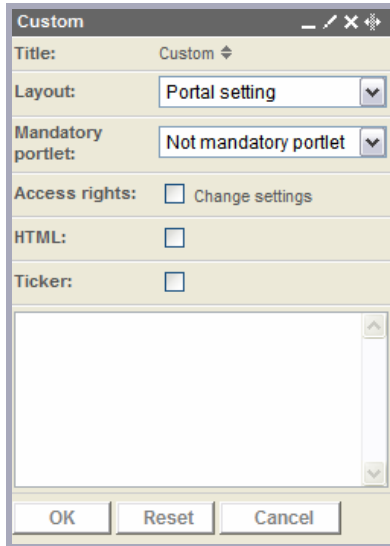 Custom
Title: Custom
Layout: Portal setting
Mandatory
portlet: Not mandatory portlet
Access rights: Change settings
HTML:
Ticker:
OK Reset Cancel